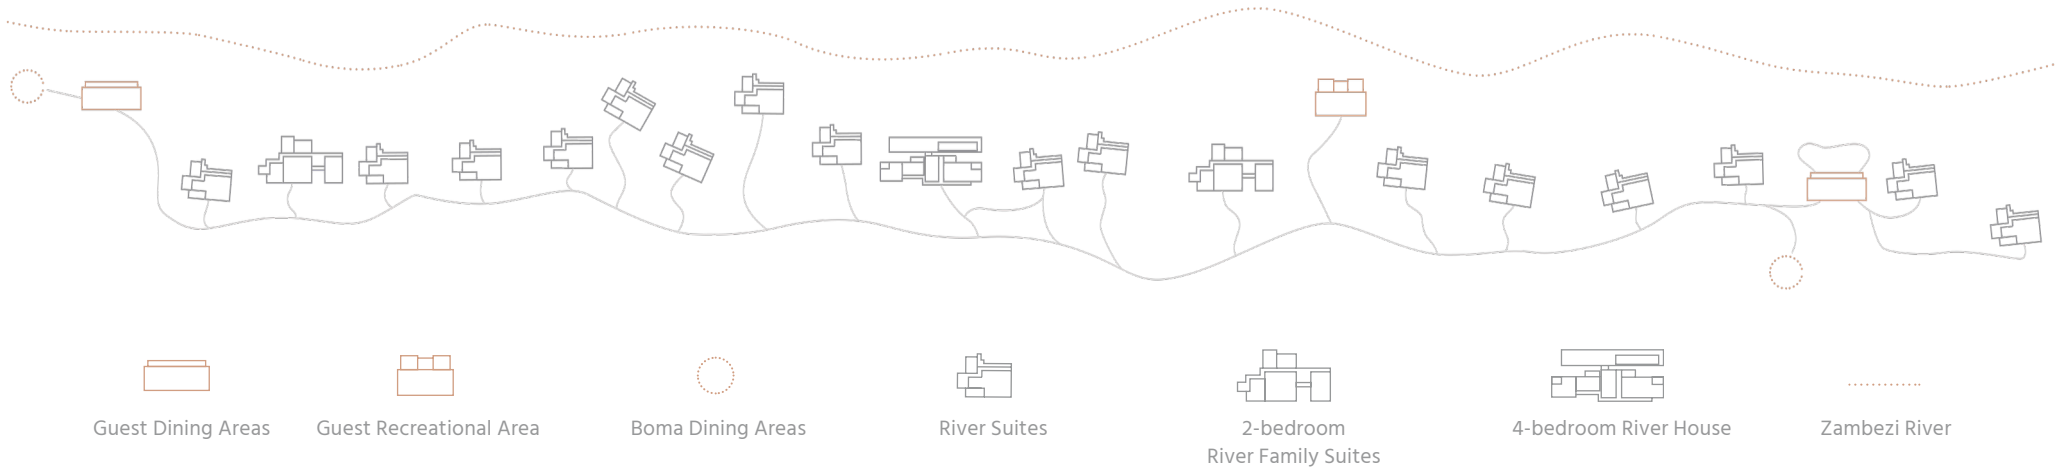 Guest Dining Areas
Guest Recreational Area
Boma Dining Areas
River Suites
2-bedroom
River Family Suites
4-bedroom River House
Zambezi River